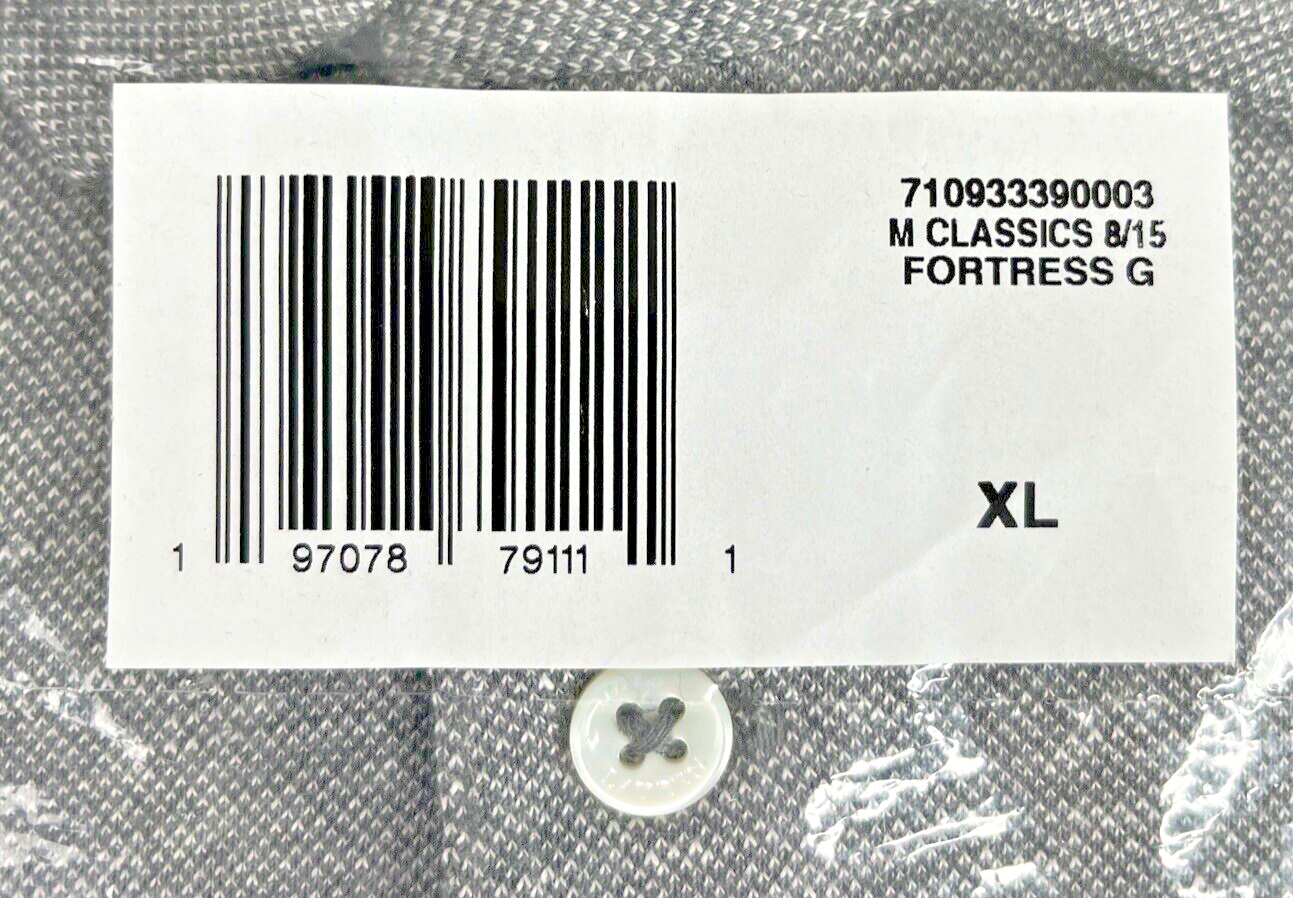 710933390003
M CLASSICS 8/15
FORTRESS G
XL
1 97078 79111 1